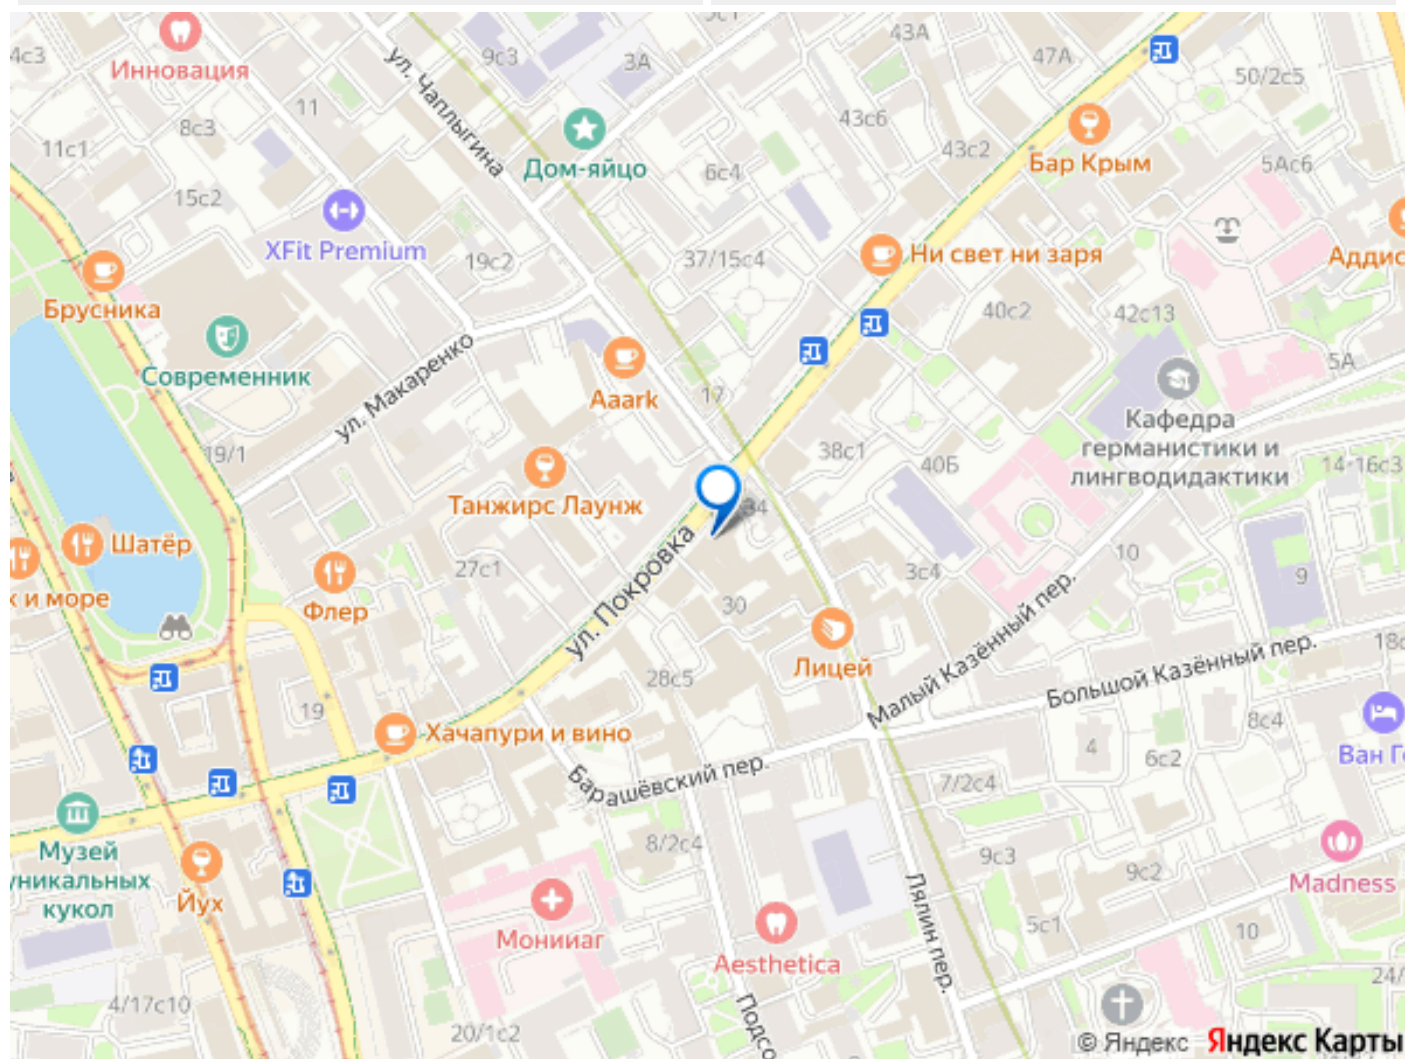 5с1
4с3
Инновация
9с3
3А
43А
47А
50/2с5
ул. Чаплыгина
11
8с3
11с1
Дом-яйцо
43с6
43с2
Бар Крым
5Ас6
6с4
15с2
XFit Premium
19с2
37/15с4
Ни свет ни заря
Аддис
Брусника
40с2
42с13
Современник
ул. Макаренко
Aaark
17
5А
Кафедра
германистики и
лингводидактики
19/1
38с1
40Б
14-16с3
Танжирс Лаунж
34
Шатёр
к и море
Флер
27с1
ул. Покровка
30
3с4
10
9
Лицей
Малый Казённый пер.
Большой Казённый пер.
18с
28с5
19
Хачапури и вино
Барашёвский пер.
4
6с2
8с4
Ван Г
7/2с4
Музей
уникальных
кукол
Йух
8/2с4
9с3
9с2
Madness
Мониіаг
Aesthetica
Лялин пер.
5с1
10
4/17с10
20/1с2
Подсо
24/
© Яндекс Яндекс Карты